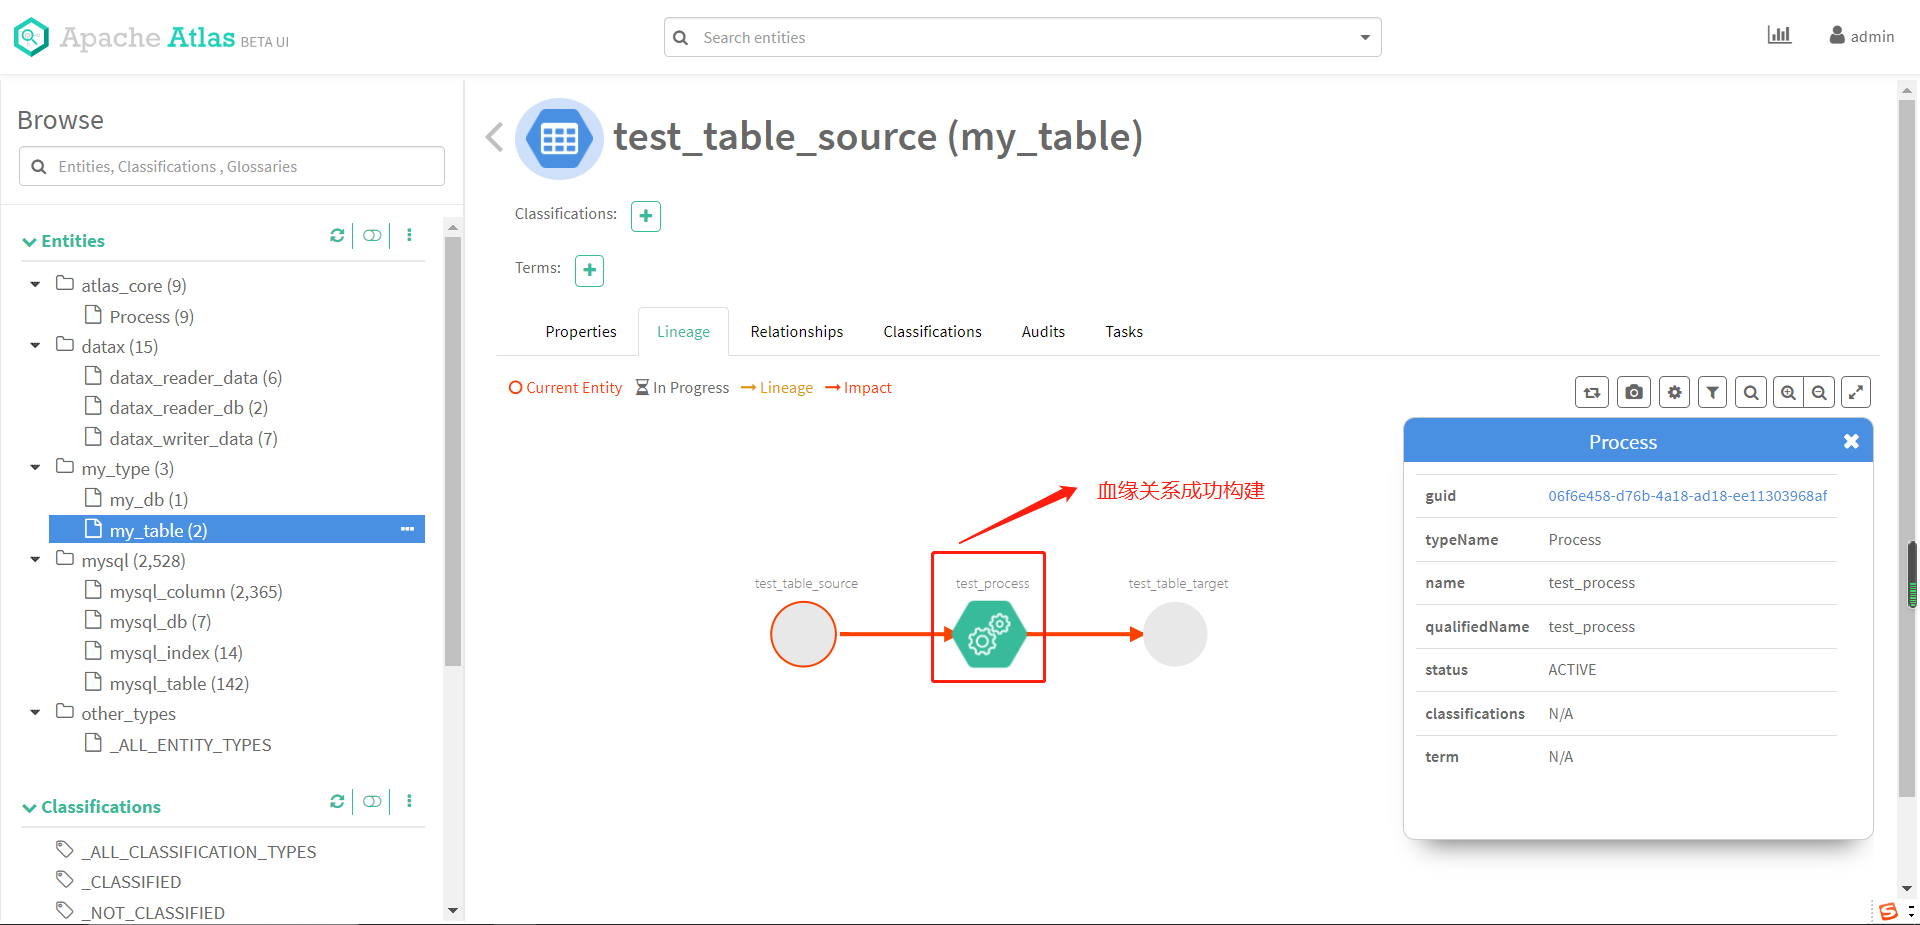 Apache Atlas BETA UI
Search entities
admin
Browse
Entities, Classifications , Glossaries
Entities
atlas_core (9)
Process (9)
datax (15)
datax_reader_data (6)
datax_reader_db (2)
datax_writer_data (7)
my_type (3)
my_db (1)
my_table (2)
mysql (2,528)
mysql_column (2,365)
mysql_db (7)
mysql_index (14)
mysql_table (142)
other_types
_ALL_ENTITY_TYPES
Classifications
_ALL_CLASSIFICATION_TYPES
_CLASSIFIED
_NOT_CLASSIFIED
test_table_source (my_table)
Classifications:
Terms:
Properties Lineage Relationships Classifications Audits Tasks
Current Entity In Progress Lineage Impact
血缘关系成功构建
test_table_source test_process test_table_target
Process
guid 06f6e458-d76b-4a18-ad18-ee11303968af
typeName Process
name test_process
qualifiedName test_process
status ACTIVE
classifications N/A
term N/A